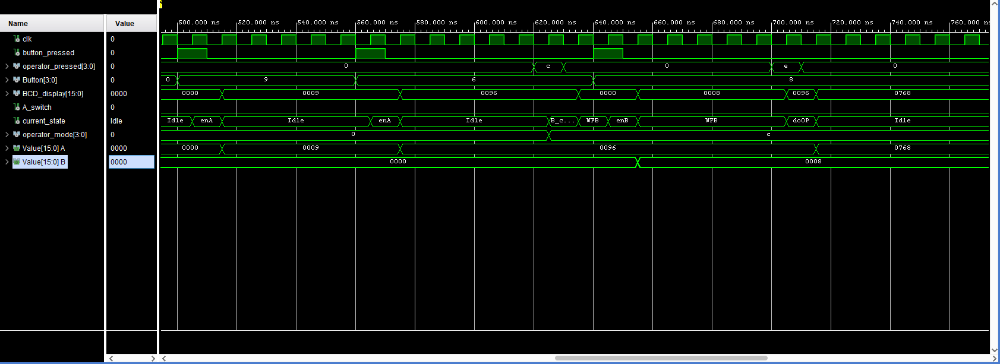 Name Value
500.000 ns 520.000 ns 540.000 ns 560.000 ns 580.000 ns 600.000 ns 620.000 ns 640.000 ns 660.000 ns 680.000 ns 700.000 ns 720.000 ns 740.000 ns 760.000 ns
clk 0
button_pressed 0
operator_pressed[3:0] 0 0 c 0 e 0
Button[3:0] 0 0 9 6 8
BCD_display[15:0] 0000 0000 0009 0096 0000 0008 0096 0768
A_switch 0
current_state Idle Idle enA Idle enA Idle B_c... WFB enB WFB doOP Idle
operator_mode[3:0] 0 0 c
Value[15:0] A 0000 0000 0009 0096 0768
Value[15:0] B 0000 0000 0008